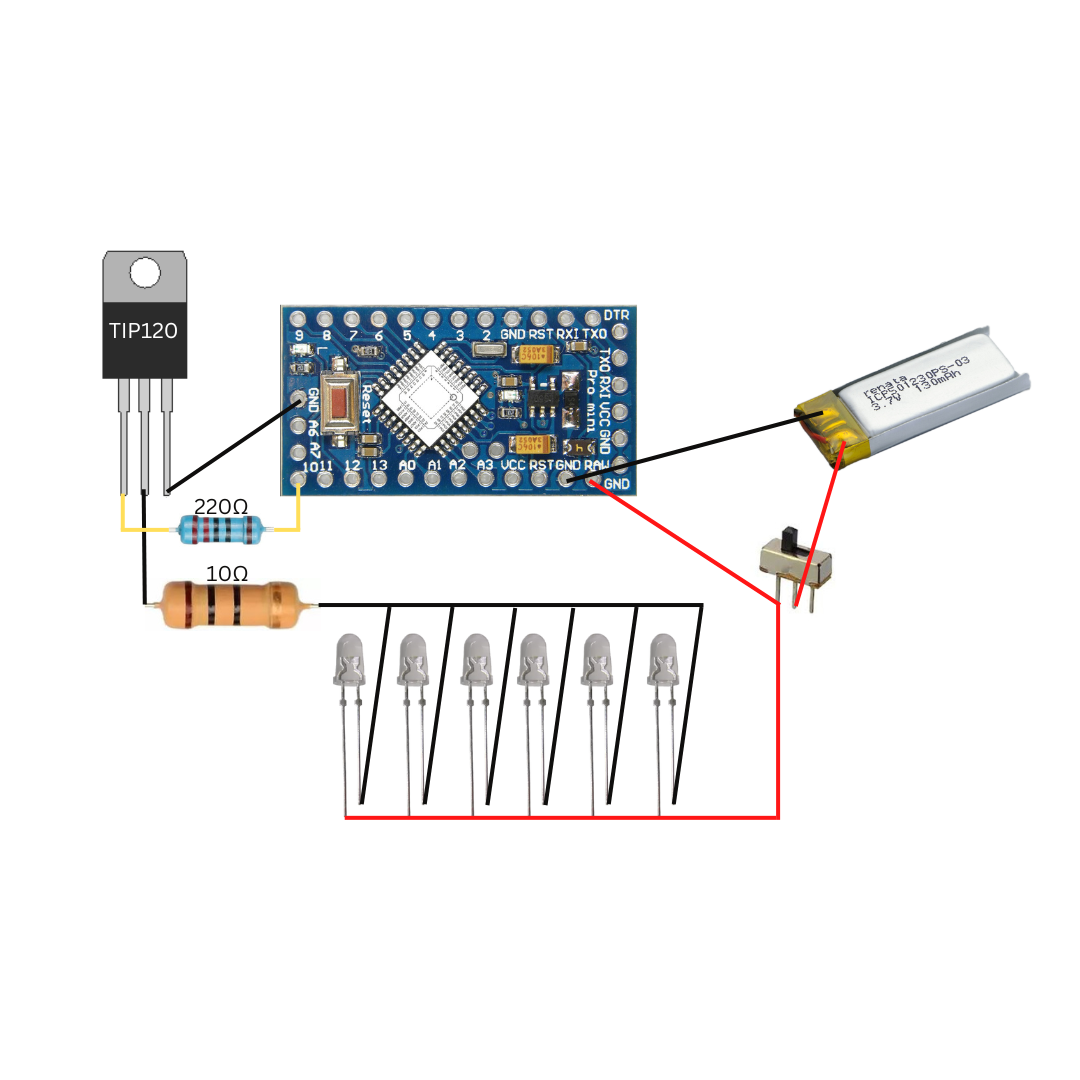 TIP120
220Ω
10Ω
DTR
9 8 7 6 5 4 3 2 GND RST RXI TXO
L
GND A6 A7
Reset
Pro mini
TXO RXI VCC GND
10 11 12 13 A0 A1 A2 A3 VCC RST GND RAW
GND
renata
ICP501230PS-03
3.7V 130mAh